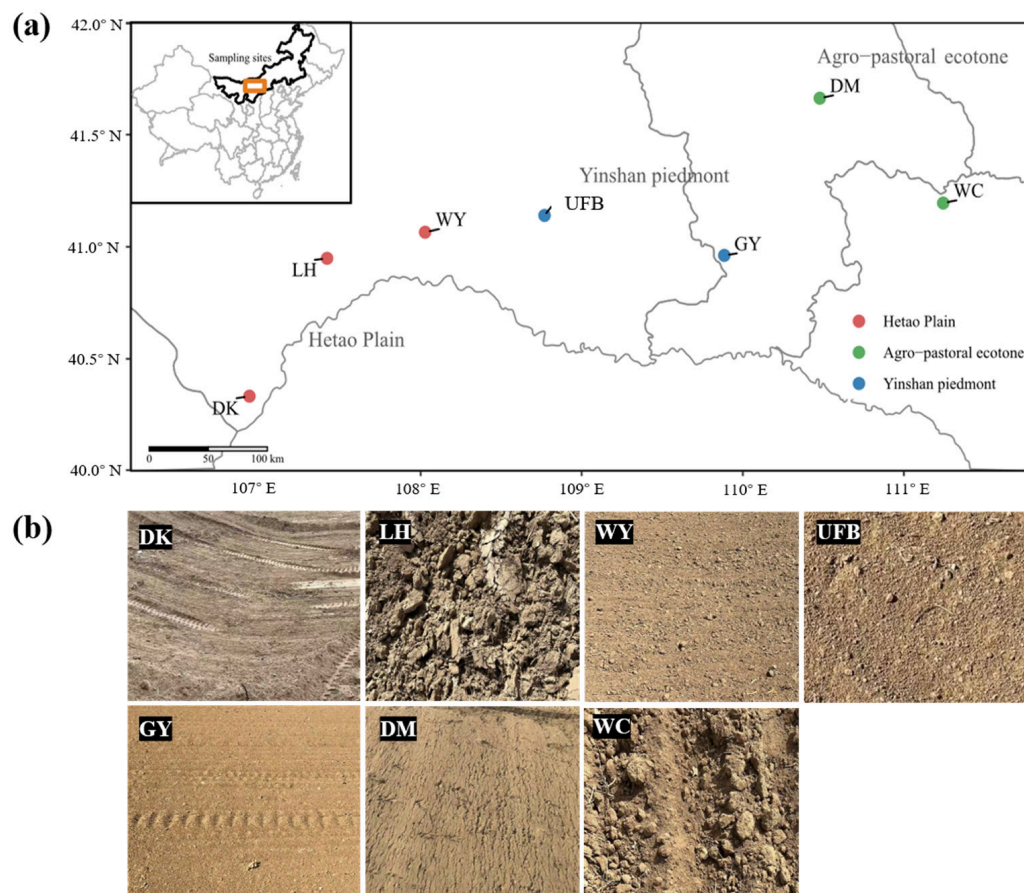 (a)
42.0° N
41.5° N
41.0° N
40.5° N
40.0° N
Sampling sites
Agro-pastoral ecotone
DM
Yinshan piedmont
WC
UFB
WY
GY
LH
Hetao Plain
DK
Hetao Plain
Agro-pastoral ecotone
Yinshan piedmont
0 50 100 km
107° E 108° E 109° E 110° E 111° E
(b)
DK LH WY UFB
GY DM WC